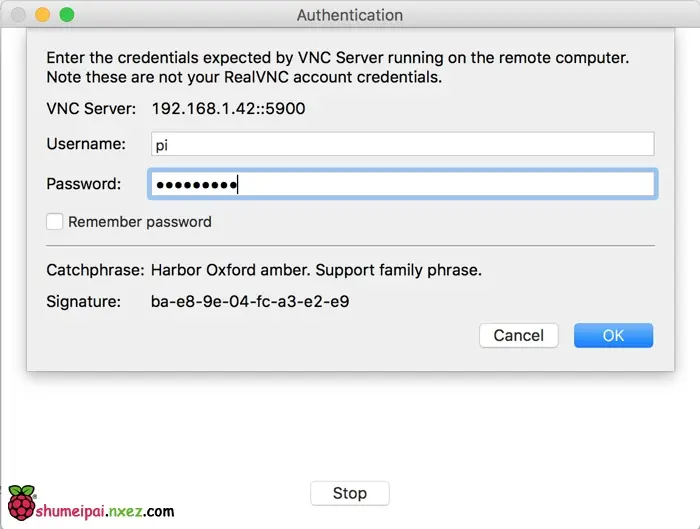 Authentication
Enter the credentials expected by VNC Server running on the remote computer.
Note these are not your RealVNC account credentials.
VNC Server: 192.168.1.42::5900
Username: pi
Password: •••••••••
Remember password
Catchphrase: Harbor Oxford amber. Support family phrase.
Signature: ba-e8-9e-04-fc-a3-e2-e9
Cancel OK
Stop
shumeipai.nxez.com